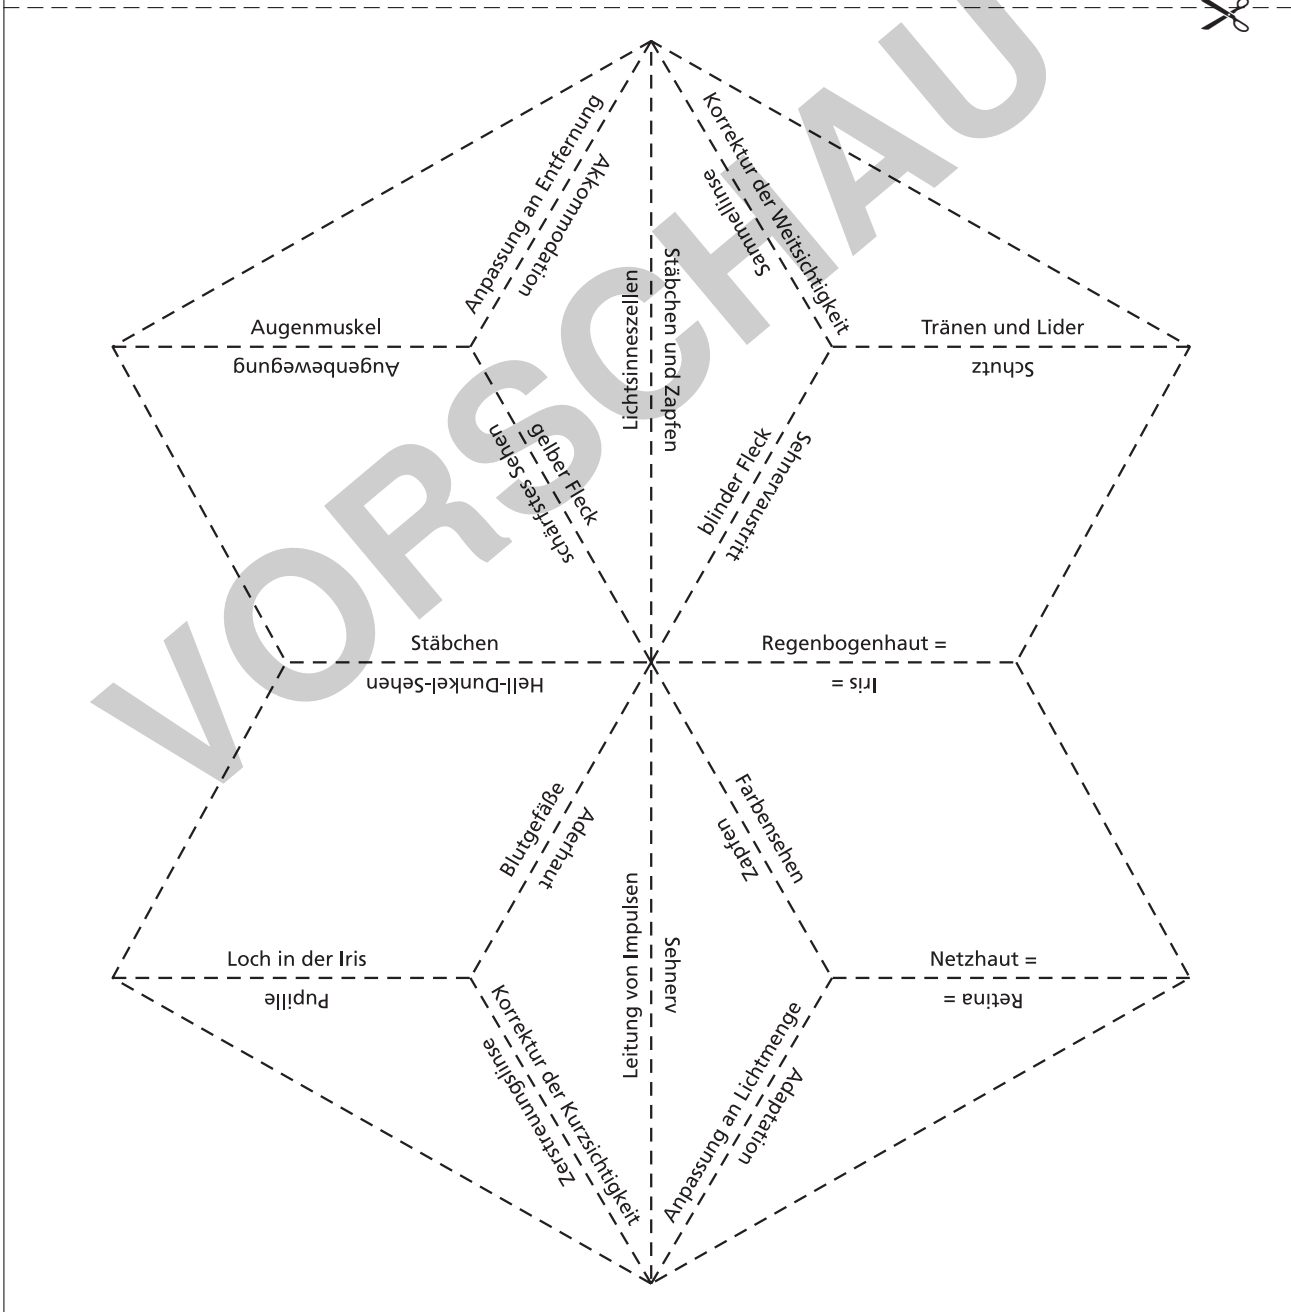 VORSCHAU
Anpassung an Entfernung
Akkommodation
Korrektur der Weitsichtigkeit
Sammellinse
Lichtsinneszellen
Stäbchen und Zapfen
Augenmuskel
Augenbewegung
Tränen und Lider
Schutz
gelber Fleck
schärfstes Sehen
blinder Fleck
Sehnervaustritt
Stäbchen
Hell-Dunkel-Sehen
Regenbogenhaut =
Iris =
Blutgefäße
Aderhaut
Farbensehen
Zapfen
Leitung von Impulsen
Sehnerv
Loch in der Iris
Pupille
Netzhaut =
Retina =
Korrektur der Kurzsichtigkeit
Zerstreuungslinse
Anpassung an Lichtmenge
Adaptation